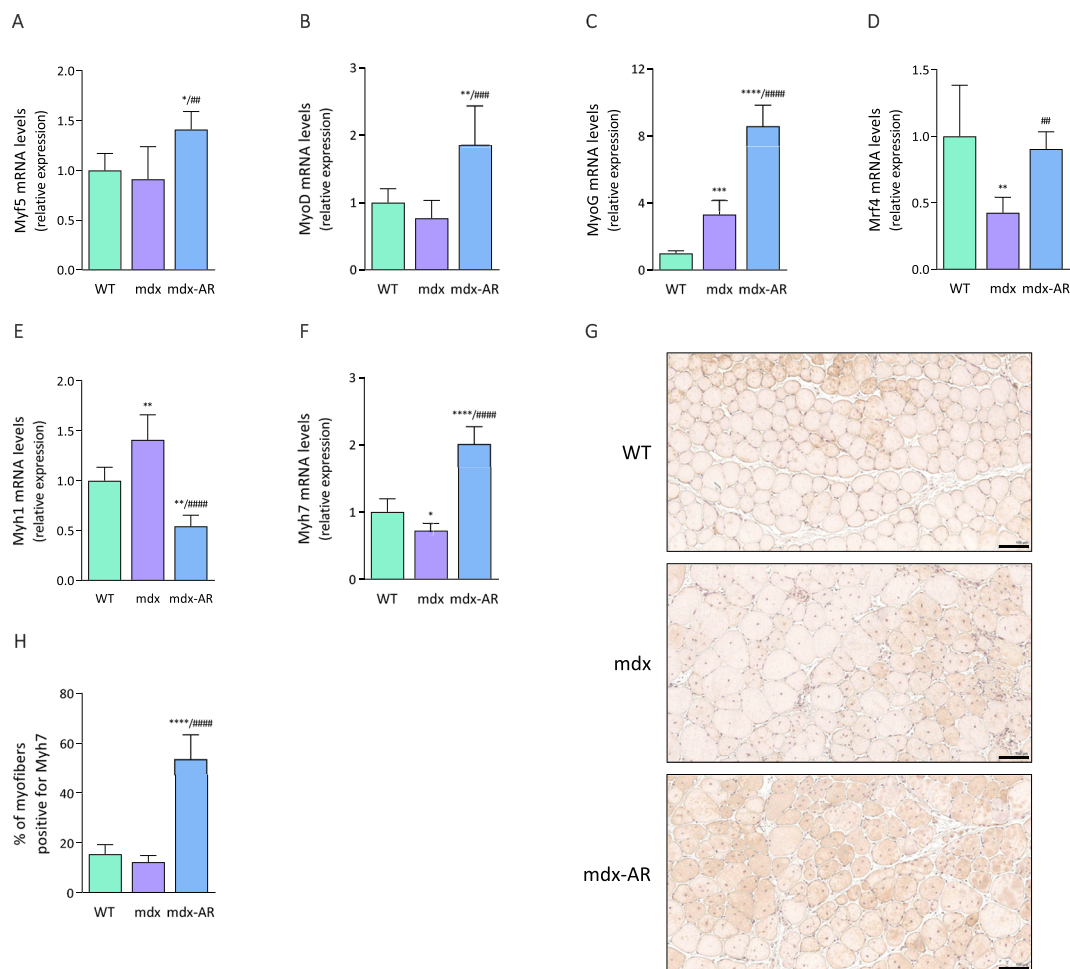 A
Myf5 mRNA levels
(relative expression)
2.0
1.5
1.0
0.5
0.0
*/##
WT mdx mdx-AR
B
MyoD mRNA levels
(relative expression)
3
2
1
0
**/###
WT mdx mdx-AR
C
MyoG mRNA levels
(relative expression)
12
8
4
0
***
****/####
WT mdx mdx-AR
D
Mrf4 mRNA levels
(relative expression)
1.5
1.0
0.5
0.0
**
##
WT mdx mdx-AR
E
Myh1 mRNA levels
(relative expression)
2.0
1.5
1.0
0.5
0.0
**
**/####
WT mdx mdx-AR
F
Myh7 mRNA levels
(relative expression)
3
2
1
0
*
****/####
WT mdx mdx-AR
G
WT
mdx
mdx-AR
H
% of myofibers
positive for Myh7
80
60
40
20
0
****/####
WT mdx mdx-AR